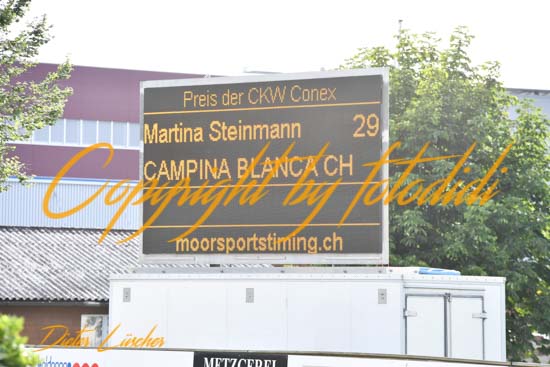 Preis der CKW Conex
Martina Steinmann 29
CAMPINA BLANCA CH
moorsportstiming.ch
Copyright by fotodidi
Dieter Lüscher
METZGEREI